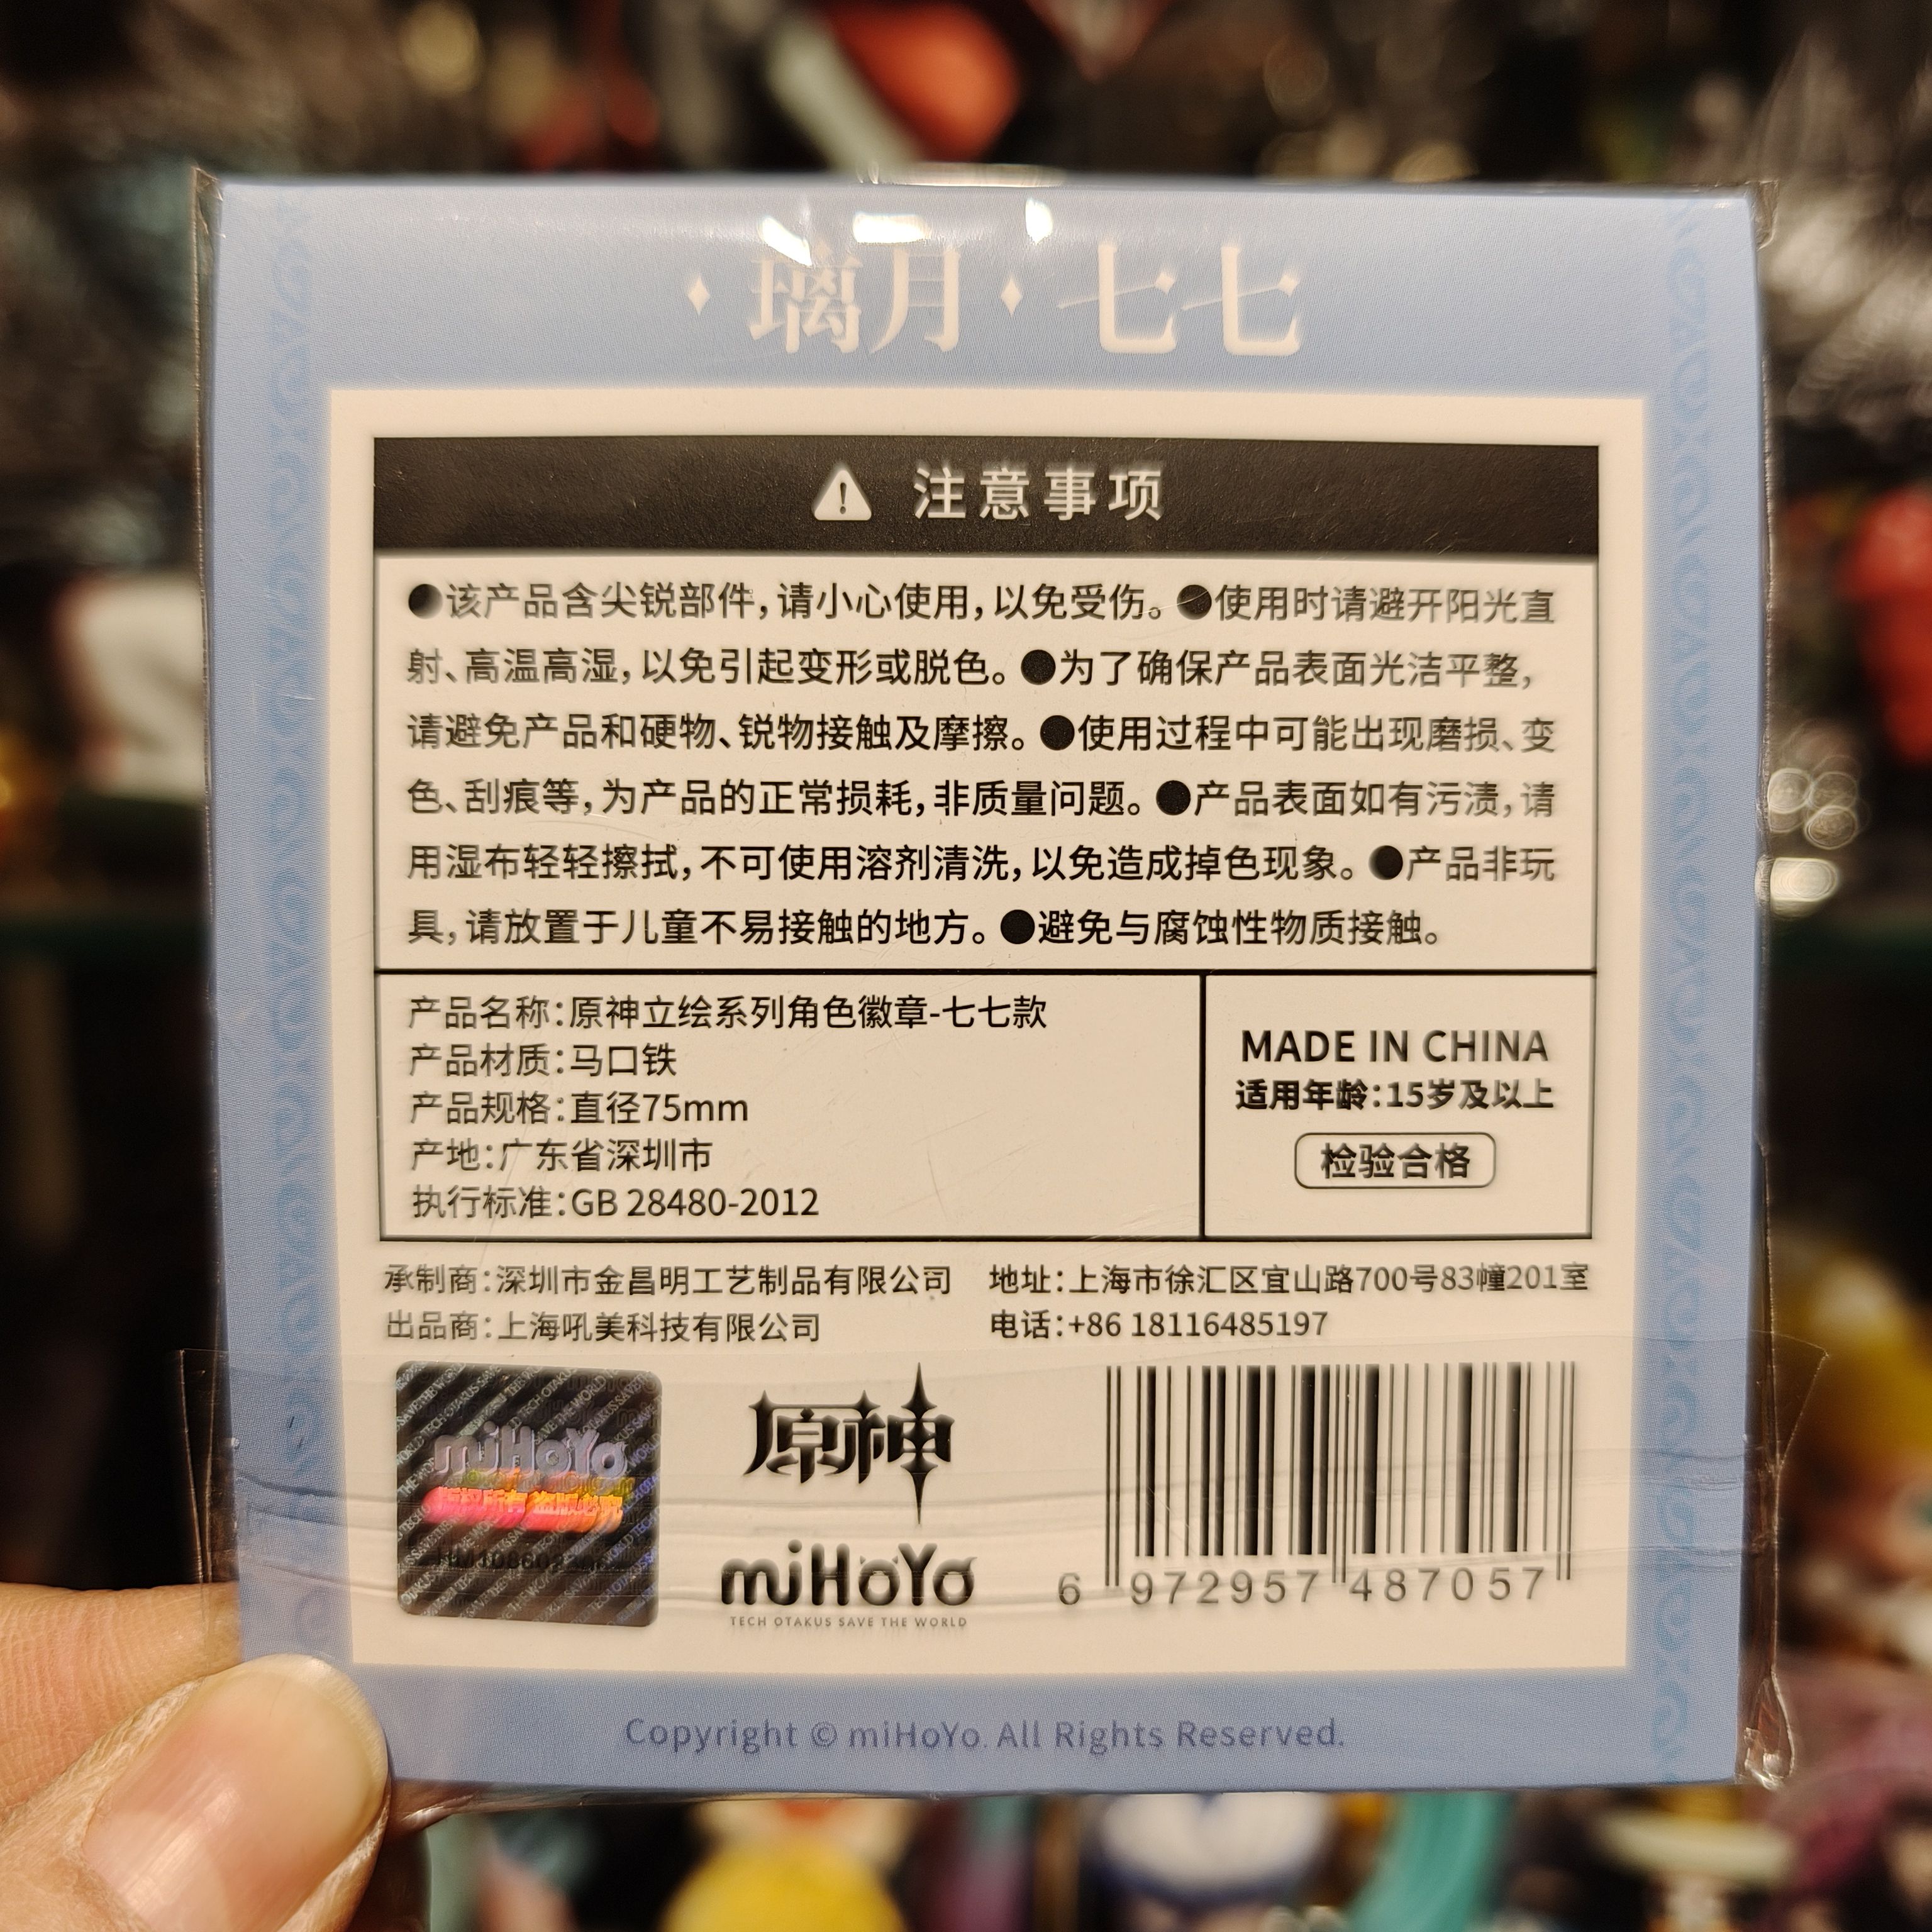 璃月 七七
注意事项
●该产品含尖锐部件,请小心使用,以免受伤。●使用时请避开阳光直
射、高温高湿,以免引起变形或脱色。●为了确保产品表面光洁平整,
请避免产品和硬物、锐物接触及摩擦。●使用过程中可能出现磨损、变
色、刮痕等,为产品的正常损耗,非质量问题。●产品表面如有污渍,请
用湿布轻轻擦拭,不可使用溶剂清洗,以免造成掉色现象。●产品非玩
具,请放置于儿童不易接触的地方。●避免与腐蚀性物质接触。
产品名称:原神立绘系列角色徽章-七七款
产品材质:马口铁
产品规格:直径75mm
产地:广东省深圳市
执行标准:GB 28480-2012
MADE IN CHINA
适用年龄:15岁及以上
检验合格
承制商:深圳市金昌明工艺制品有限公司
出品商:上海吼美科技有限公司
地址:上海市徐汇区宜山路700号83幢201室
电话:+86 18116485197
miHoYo
版权所有 盗版必究
原神
miHoYo
TECH OTAKUS SAVE THE WORLD
6 972957 487057
Copyright © miHoYo. All Rights Reserved.